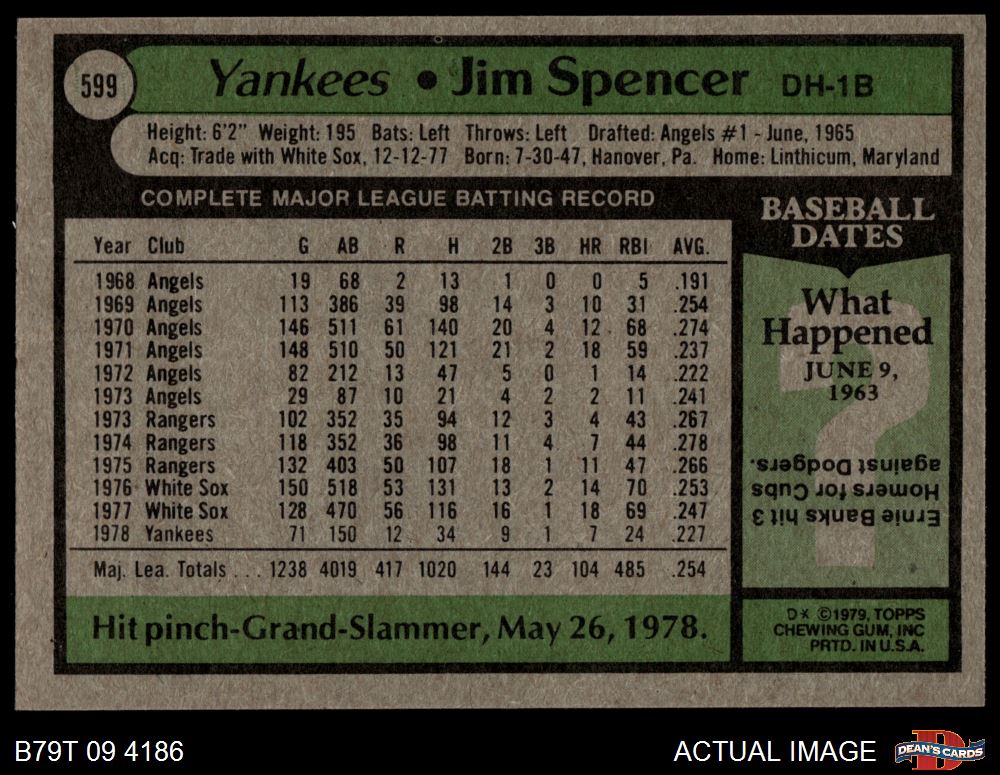 599 Yankees • Jim Spencer DH-1B
Height: 6'2" Weight: 195 Bats: Left Throws: Left Drafted: Angels #1 - June, 1965
Acq: Trade with White Sox, 12-12-77 Born: 7-30-47, Hanover, Pa. Home: Linthicum, Maryland
COMPLETE MAJOR LEAGUE BATTING RECORD
Year Club G AB R H 2B 3B HR RBI AVG.
1968 Angels 19 68 2 13 1 0 0 5 .191
1969 Angels 113 386 39 98 14 3 10 31 .254
1970 Angels 146 511 61 140 20 4 12 68 .274
1971 Angels 148 510 50 121 21 2 18 59 .237
1972 Angels 82 212 13 47 5 0 1 14 .222
1973 Angels 29 87 10 21 4 2 2 11 .241
1973 Rangers 102 352 35 94 12 3 4 43 .267
1974 Rangers 118 352 36 98 11 4 7 44 .278
1975 Rangers 132 403 50 107 18 1 11 47 .266
1976 White Sox 150 518 53 131 13 2 14 70 .253
1977 White Sox 128 470 56 116 16 1 18 69 .247
1978 Yankees 71 150 12 34 9 1 7 24 .227
Maj. Lea. Totals . . . 1238 4019 417 1020 144 23 104 485 .254
Hit pinch-Grand-Slammer, May 26, 1978.
BASEBALL
DATES
What
Happened
JUNE 9,
1963
?
Ernie Banks hit 3
Homers for Cubs
against Dodgers.
D* ©1979, TOPPS
CHEWING GUM, INC
PRTD. IN U.S.A.
B79T 09 4186
ACTUAL IMAGE
D
DEAN'S CARDS